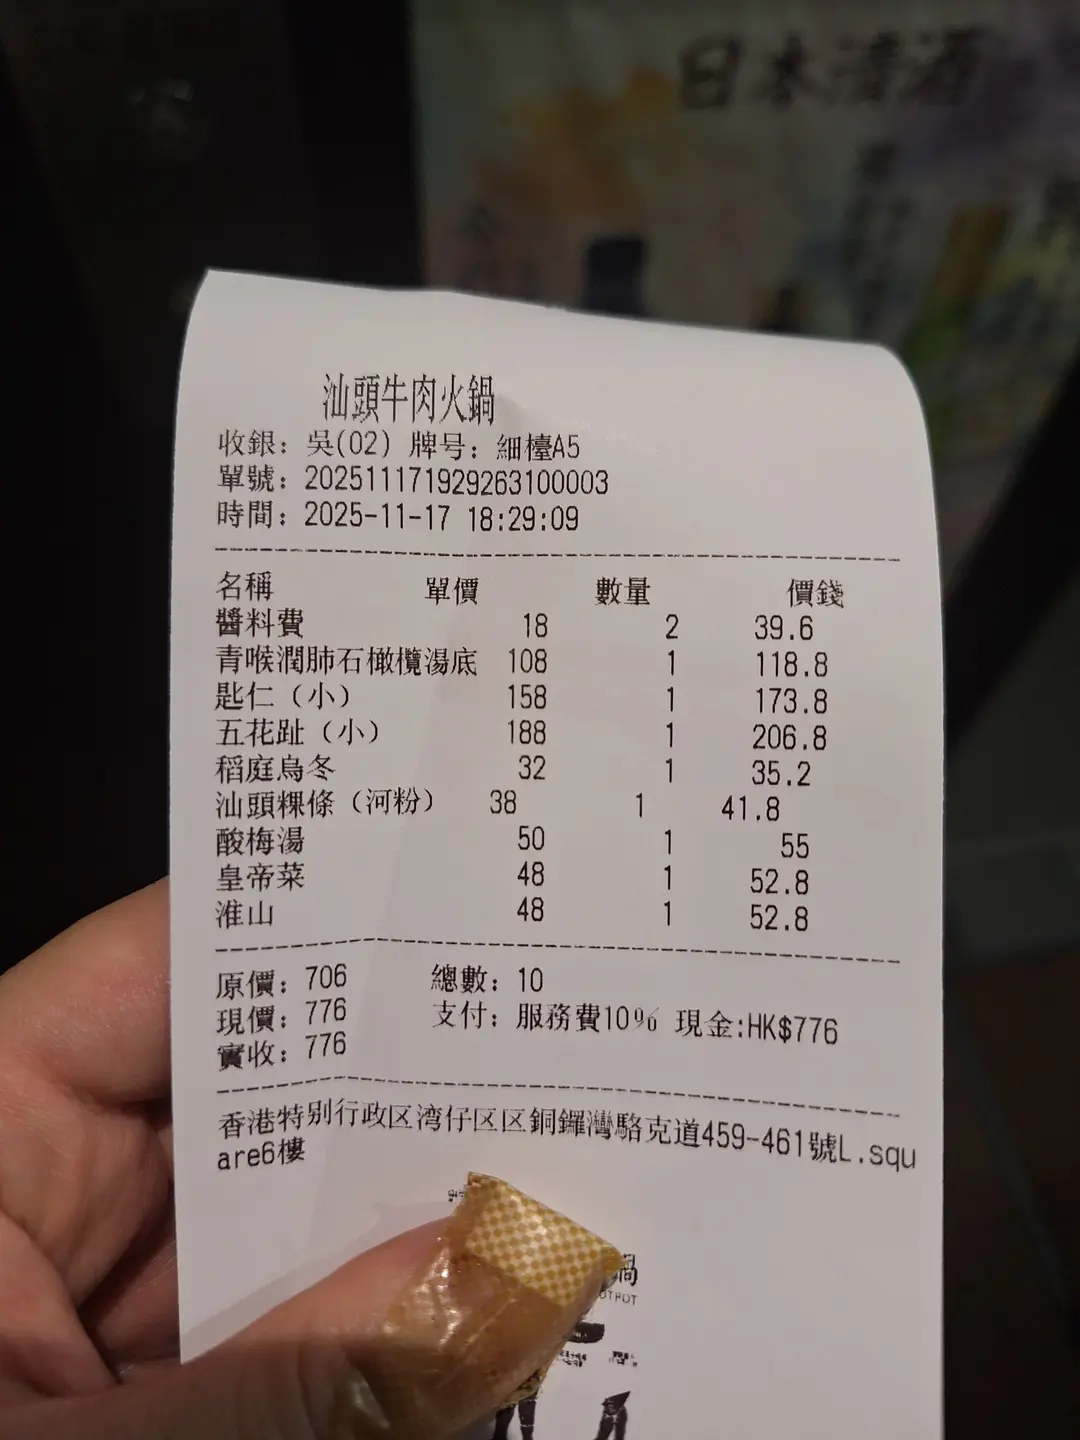 日本清酒
汕頭牛肉火鍋
收銀: 吳(02) 牌号: 細檯A5
單號: 202511171929263100003
時間: 2025-11-17 18:29:09
名稱 單價 數量 價錢
醬料費 18 2 39.6
青喉潤肺石橄欖湯底 108 1 118.8
匙仁（小） 158 1 173.8
五花趾（小） 188 1 206.8
稻庭烏冬 32 1 35.2
汕頭粿條（河粉） 38 1 41.8
酸梅湯 50 1 55
皇帝菜 48 1 52.8
淮山 48 1 52.8
原價: 706 總數: 10
現價: 776 支付: 服務費10% 現金:HK$776
實收: 776
香港特别行政区湾仔区区銅鑼灣駱克道459-461號L.squ
are6樓
鍋
OTPOT